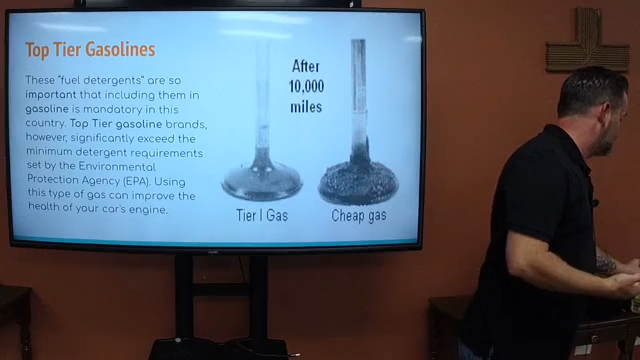 Top Tier Gasolines
These "fuel detergents" are so
important that including them in
gasoline is mandatory in this
country. Top Tier gasoline brands,
however, significantly exceed the
minimum detergent requirements
set by the Environmental
Protection Agency (EPA). Using
this type of gas can improve the
health of your car's engine.
After
10,000
miles
Tier I Gas
Cheap gas